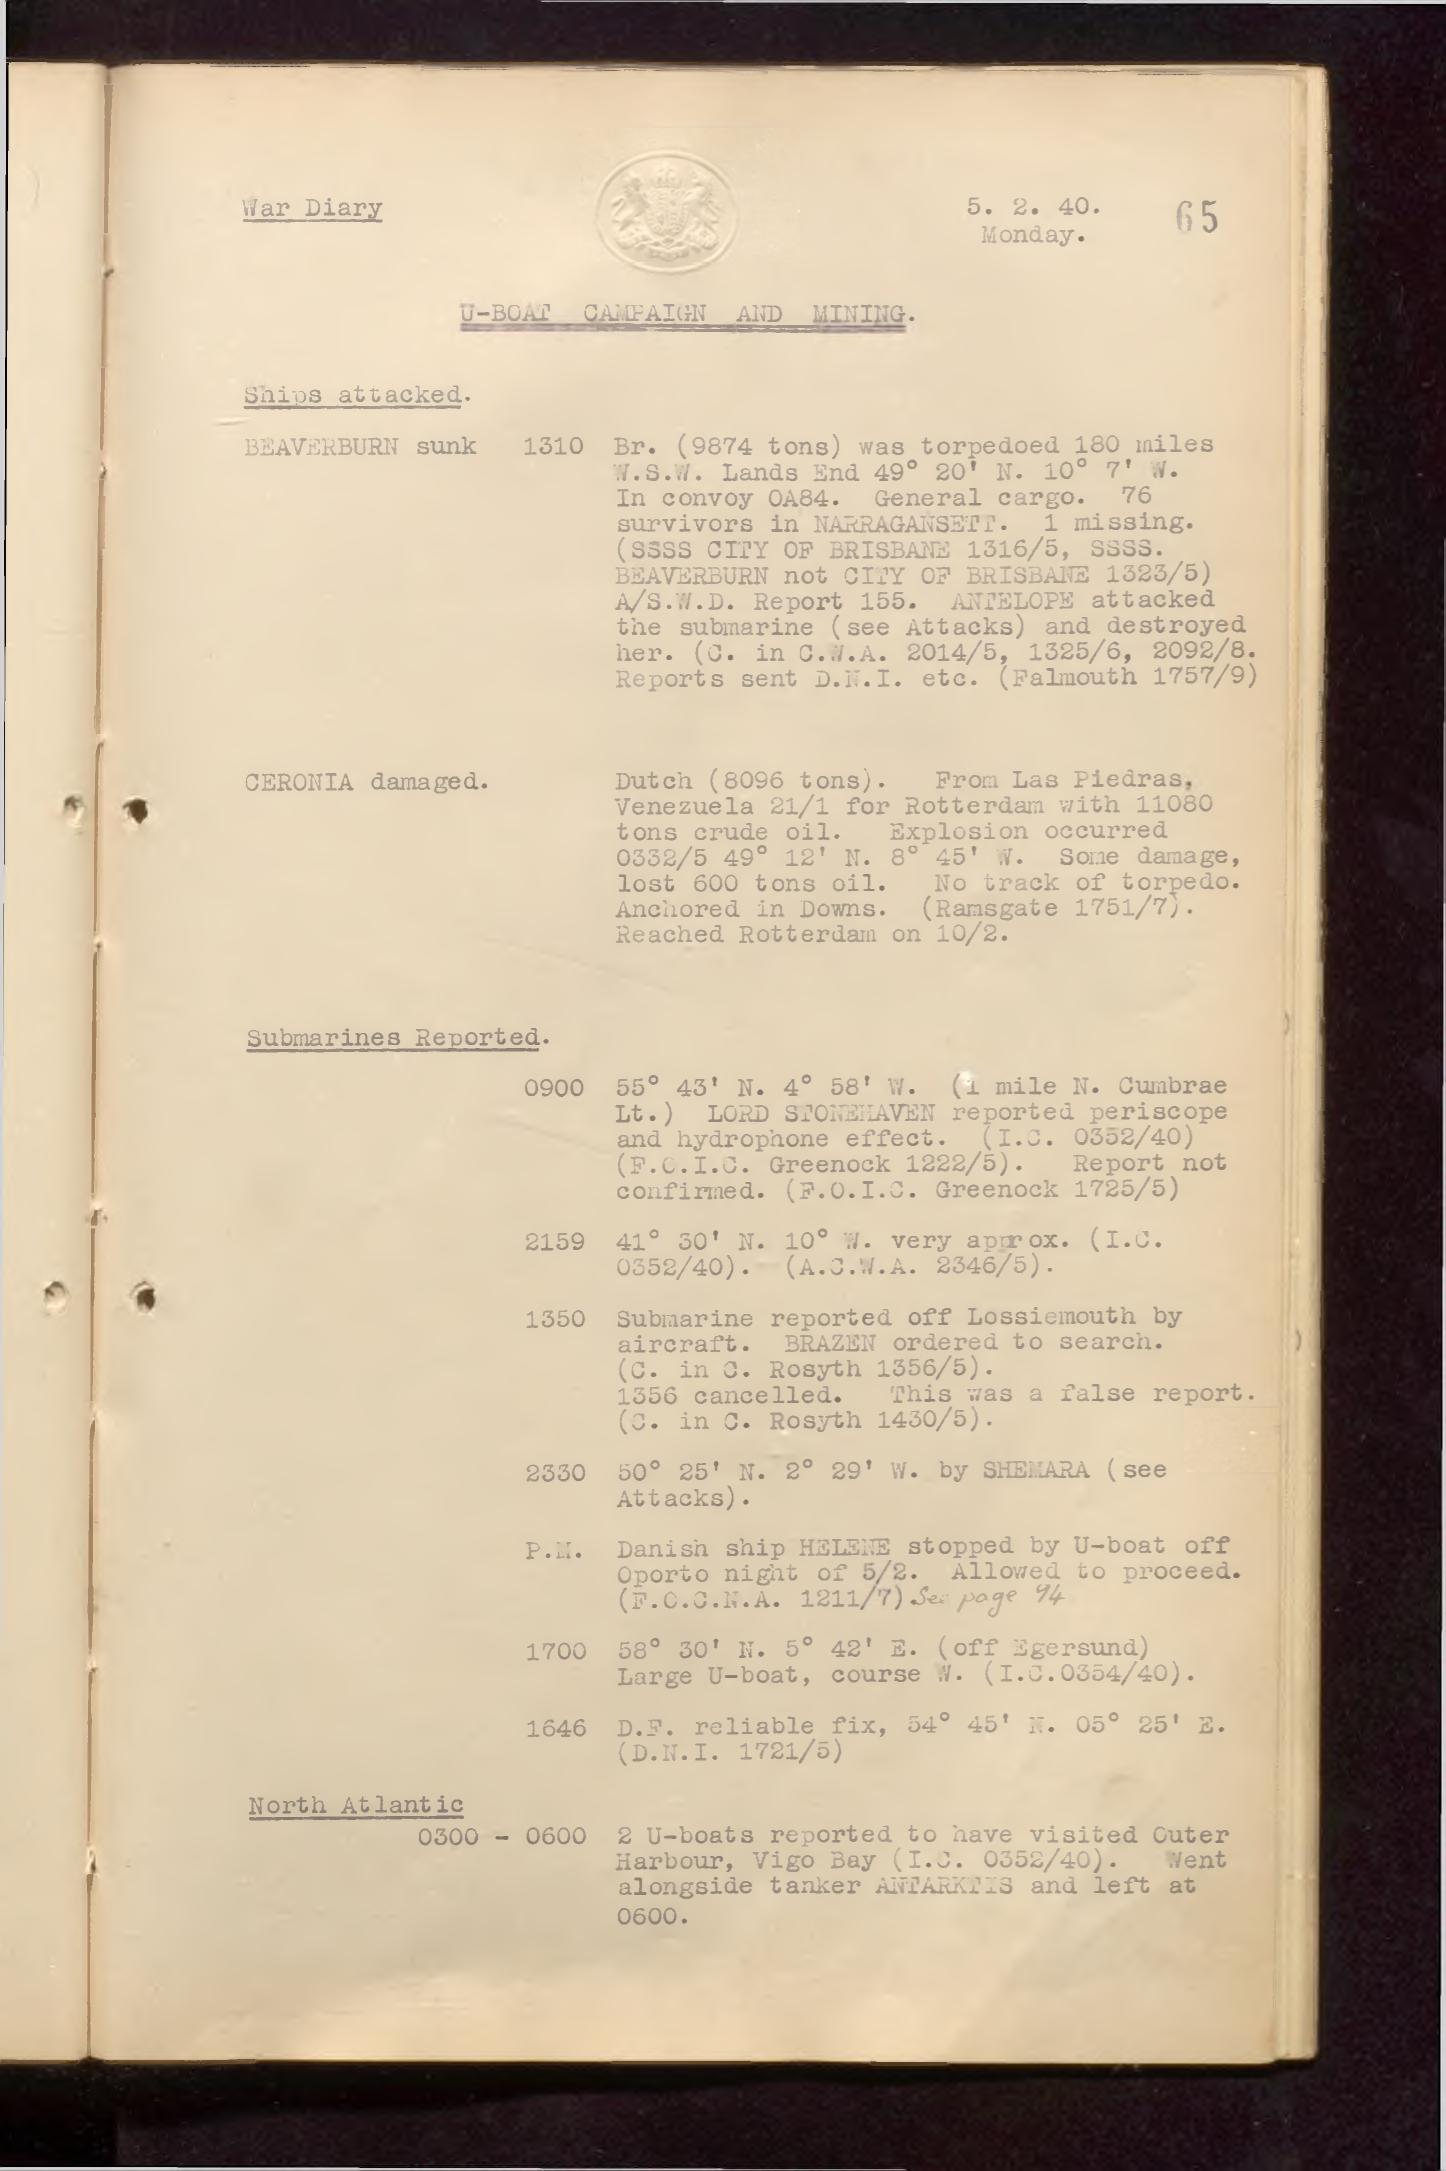 War Diary
5. 2. 40.
Monday.
65
U-BOAT CAMPAIGN AND MINING.
Ships attacked.
BEAVERBURN sunk 1310 Br. (9874 tons) was torpedoed 180 miles
W.S.W. Lands End 49° 20' N. 10° 7' W.
In convoy OA84. General cargo. 76
survivors in NARRAGANSETT. 1 missing.
(SSSS CITY OF BRISBANE 1316/5, SSSS.
BEAVERBURN not CITY OF BRISBANE 1323/5)
A/S.W.D. Report 155. ANTELOPE attacked
the submarine (see Attacks) and destroyed
her. (C. in C.W.A. 2014/5, 1325/6, 2092/8.
Reports sent D.N.I. etc. (Falmouth 1757/9)
CERONIA damaged. Dutch (8096 tons). From Las Piedras,
Venezuela 21/1 for Rotterdam with 11080
tons crude oil. Explosion occurred
0332/5 49° 12' N. 8° 45' W. Some damage,
lost 600 tons oil. No track of torpedo.
Anchored in Downs. (Ramsgate 1751/7).
Reached Rotterdam on 10/2.
Submarines Reported.
0900 55° 43' N. 4° 58' W. (1 mile N. Cumbrae
Lt.) LORD STONEHAVEN reported periscope
and hydrophone effect. (I.C. 0352/40)
(F.O.I.C. Greenock 1222/5). Report not
confirmed. (F.O.I.C. Greenock 1725/5)
2159 41° 30' N. 10° W. very approx. (I.C.
0352/40). (A.C.W.A. 2346/5).
1350 Submarine reported off Lossiemouth by
aircraft. BRAZEN ordered to search.
(C. in C. Rosyth 1356/5).
1356 cancelled. This was a false report.
(C. in C. Rosyth 1430/5).
2330 50° 25' N. 2° 29' W. by SHEMARA (see
Attacks).
P.M. Danish ship HELENE stopped by U-boat off
Oporto night of 5/2. Allowed to proceed.
(F.O.C.N.A. 1211/7) See page 94
1700 58° 30' N. 5° 42' E. (off Egersund)
Large U-boat, course W. (I.C.0354/40).
1646 D.F. reliable fix, 54° 45' N. 05° 25' E.
(D.N.I. 1721/5)
North Atlantic
0300 - 0600 2 U-boats reported to have visited Outer
Harbour, Vigo Bay (I.C. 0352/40). Went
alongside tanker ANTARKTIS and left at
0600.